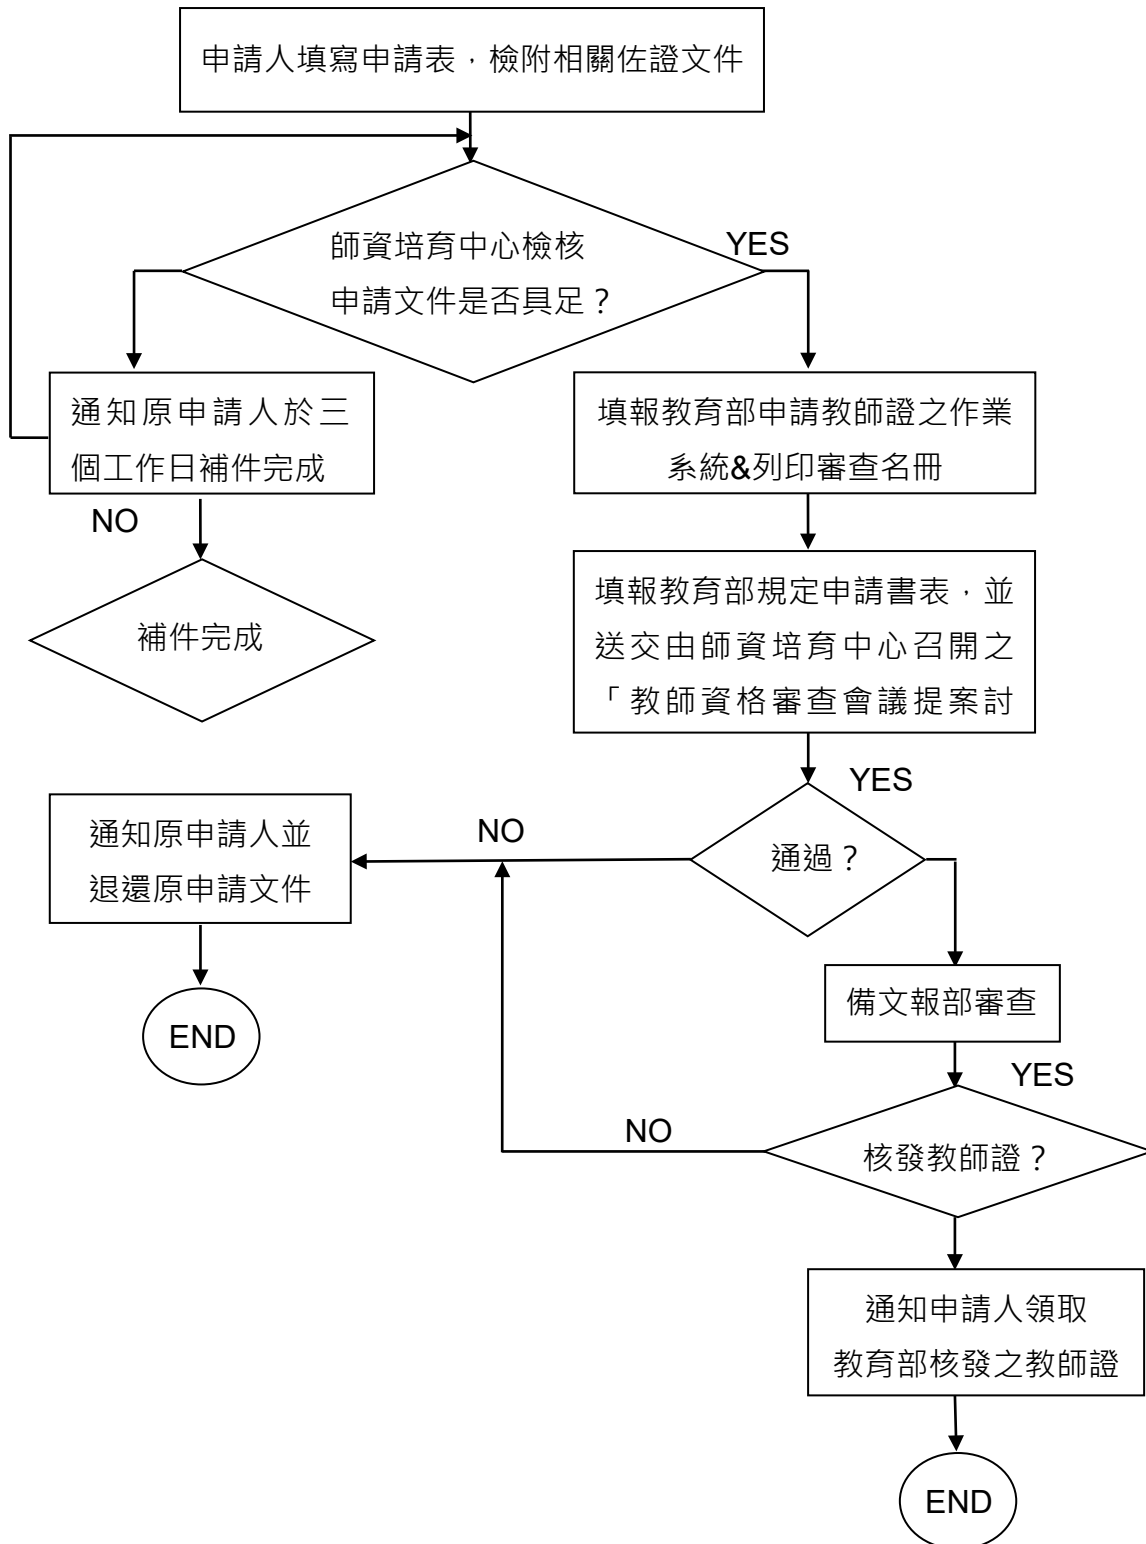 申請人填寫申請表，檢附相關佐證文件
師資培育中心檢核
申請文件是否具足？
YES
通知原申請人於三
個工作日補件完成
NO
補件完成
填報教育部申請教師證之作業
系統&列印審查名冊
填報教育部規定申請書表，並
送交由師資培育中心召開之
「教師資格審查會議提案討
YES
通過？
NO
通知原申請人並
退還原申請文件
END
備文報部審查
YES
核發教師證？
NO
通知申請人領取
教育部核發之教師證
END